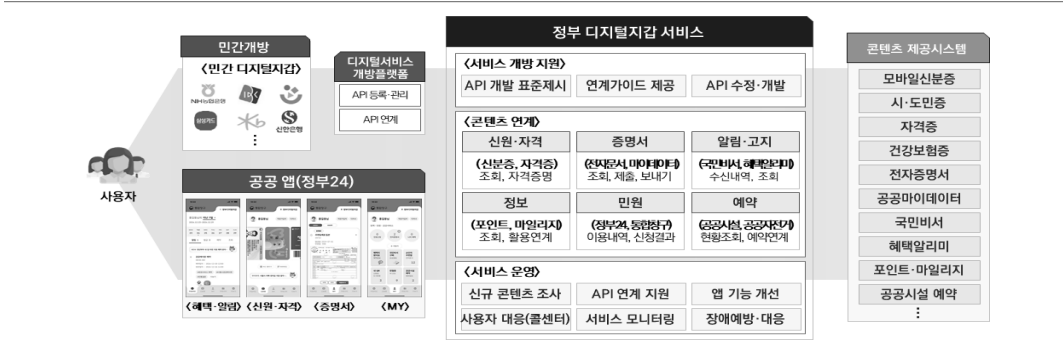 사용자
민간개방
〈민간 디지털지갑〉
NH농협은행
삼성카드
신한은행
⋮
디지털서비스
개방플랫폼
API 등록·관리
API 연계
공공 앱(정부24)
〈혜택·알림〉 〈신원·자격〉 〈증명서〉 〈MY〉
정부 디지털지갑 서비스
〈서비스 개방 지원〉
API 개발 표준제시
연계가이드 제공
API 수정·개발
〈콘텐츠 연계〉
신원·자격
(신분증, 자격증)
조회, 자격증명
증명서
(전자문서, 마이데이터)
조회, 제출, 보내기
알림·고지
(국민비서, 혜택알리미)
수신내역, 조회
정보
(포인트, 마일리지)
조회, 활용연계
민원
(정부24, 통합창구)
이용내역, 신청결과
예약
(공공시설, 공공자전거)
현황조회, 예약연계
〈서비스 운영〉
신규 콘텐츠 조사
API 연계 지원
앱 기능 개선
사용자 대응(콜센터)
서비스 모니터링
장애예방·대응
콘텐츠 제공시스템
모바일신분증
시·도민증
자격증
건강보험증
전자증명서
공공마이데이터
국민비서
혜택알리미
포인트·마일리지
공공시설 예약
⋮